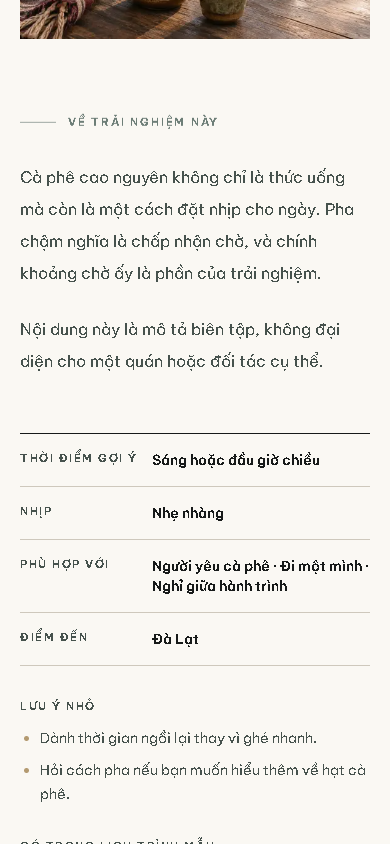 VỀ TRẢI NGHIỆM NÀY
Cà phê cao nguyên không chỉ là thức uống
mà còn là một cách đặt nhịp cho ngày. Pha
chậm nghĩa là chấp nhận chờ, và chính
khoảng chờ ấy là phần của trải nghiệm.
Nội dung này là mô tả biên tập, không đại
diện cho một quán hoặc đối tác cụ thể.
THỜI ĐIỂM GỢI Ý Sáng hoặc đầu giờ chiều
NHỊP Nhẹ nhàng
PHÙ HỢP VỚI Người yêu cà phê · Đi một mình ·
Nghỉ giữa hành trình
ĐIỂM ĐẾN Đà Lạt
LƯU Ý NHỎ
Dành thời gian ngồi lại thay vì ghé nhanh.
Hỏi cách pha nếu bạn muốn hiểu thêm về hạt cà
phê.